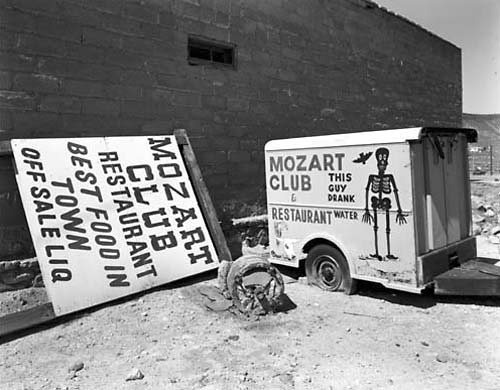 MOZART
CLUB
RESTAURANT
BEST FOOD IN
TOWN
OFF SALE LIQ
MOZART
CLUB
&
RESTAURANT
THIS
GUY
DRANK
WATER